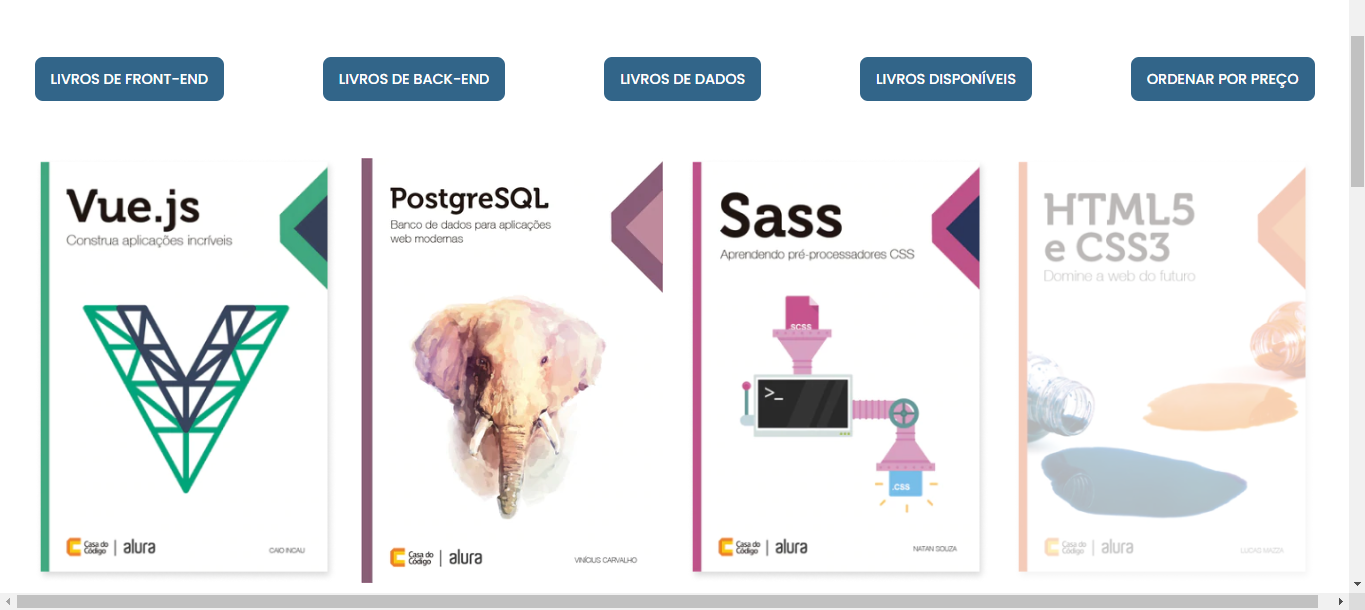 LIVROS DE FRONT-END
LIVROS DE BACK-END
LIVROS DE DADOS
LIVROS DISPONÍVEIS
ORDENAR POR PREÇO
Vue.js
Construa aplicações incríveis
Casa do
Código
alura
CAIO INCAU
PostgreSQL
Banco de dados para aplicações
web modernas
Casa do
Código
alura
VINÍCIUS CARVALHO
Sass
Aprendendo pré-processadores CSS
SCSS
>_
.CSS
Casa do
Código
alura
NATAN SOUZA
HTML5
e CSS3
Domine a web do futuro
Casa do
Código
alura
LUCAS MAZZA